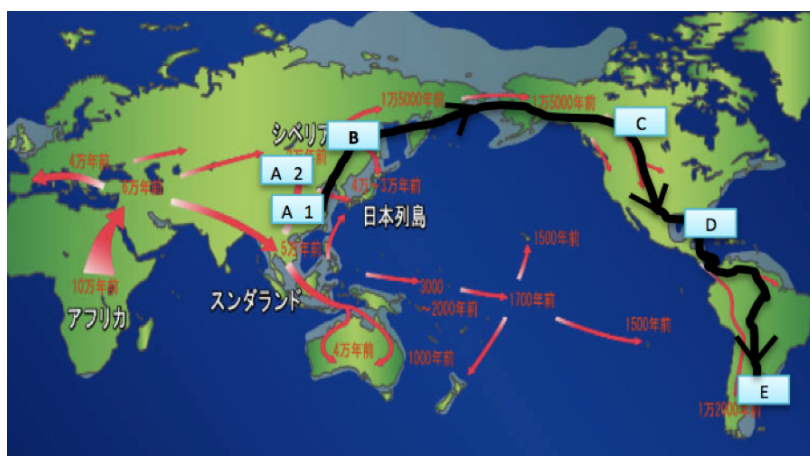 1万5000年前
1万5000年前
シベリア
B
C
4万年前
A 2
6万年前
4万~3万年前
A 1
日本列島
D
5万年前
1500年前
10万年前
スンダランド
3000
~2000年前
1700年前
アフリカ
1500年前
4万年前
1000年前
E
1万2000年前